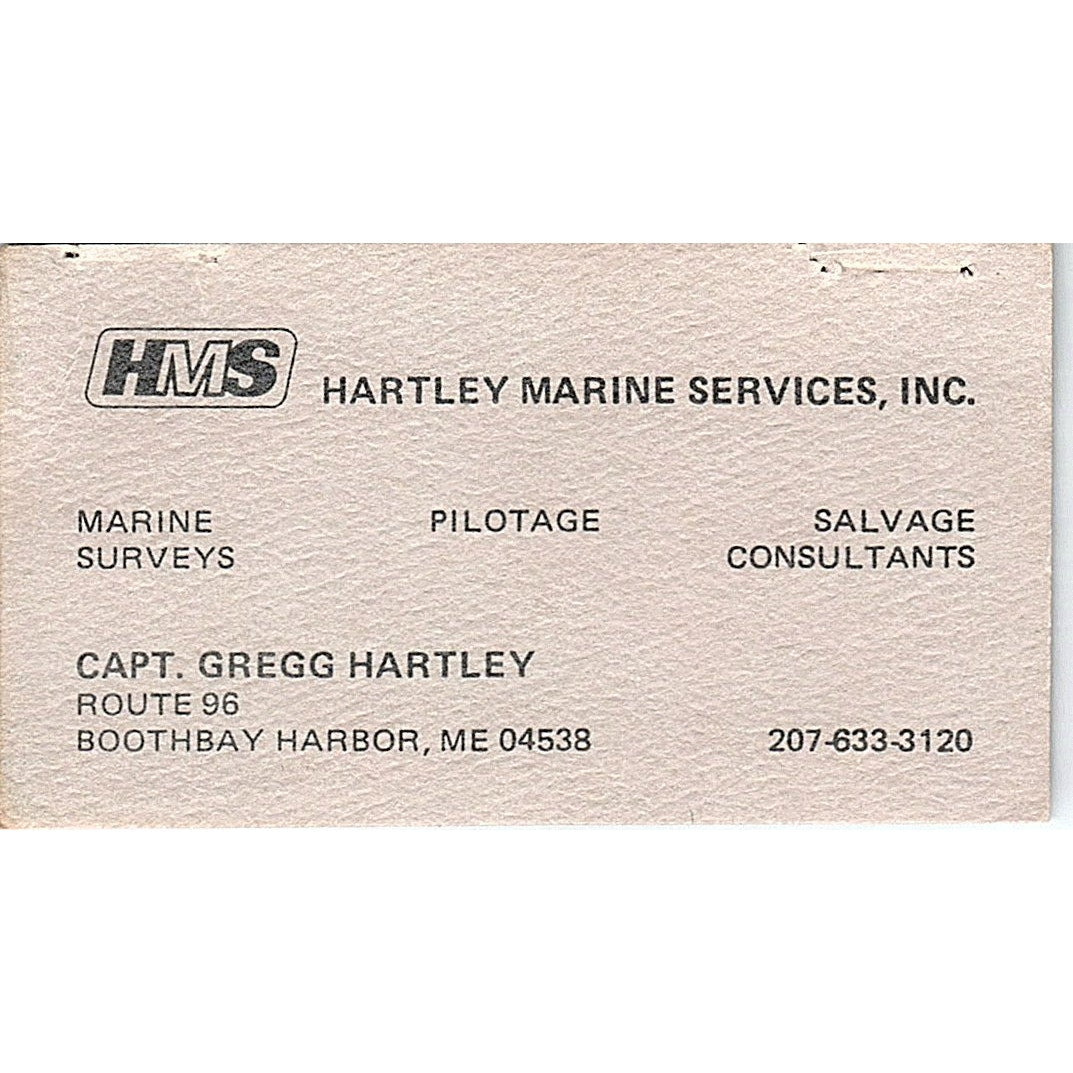 HMS HARTLEY MARINE SERVICES, INC.
MARINE PILOTAGE SALVAGE
SURVEYS CONSULTANTS
CAPT. GREGG HARTLEY
ROUTE 96
BOOTHBAY HARBOR, ME 04538 207-633-3120